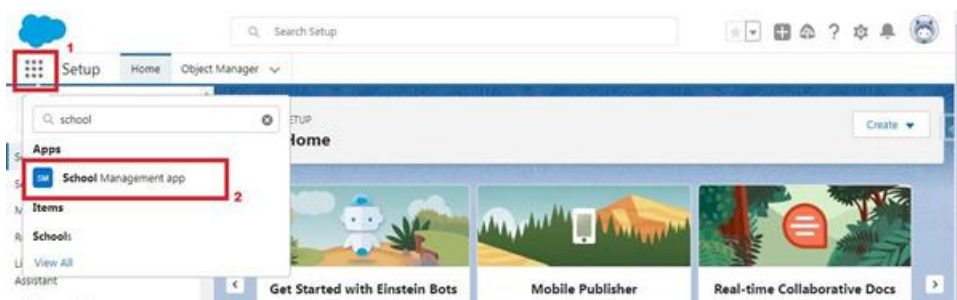 Search Setup
1
Setup Home Object Manager
school
ETUP
Home
Create
Apps
SM School Management app
2
Items
Schools
View All
Assistant
Get Started with Einstein Bots
Mobile Publisher
Real-time Collaborative Docs